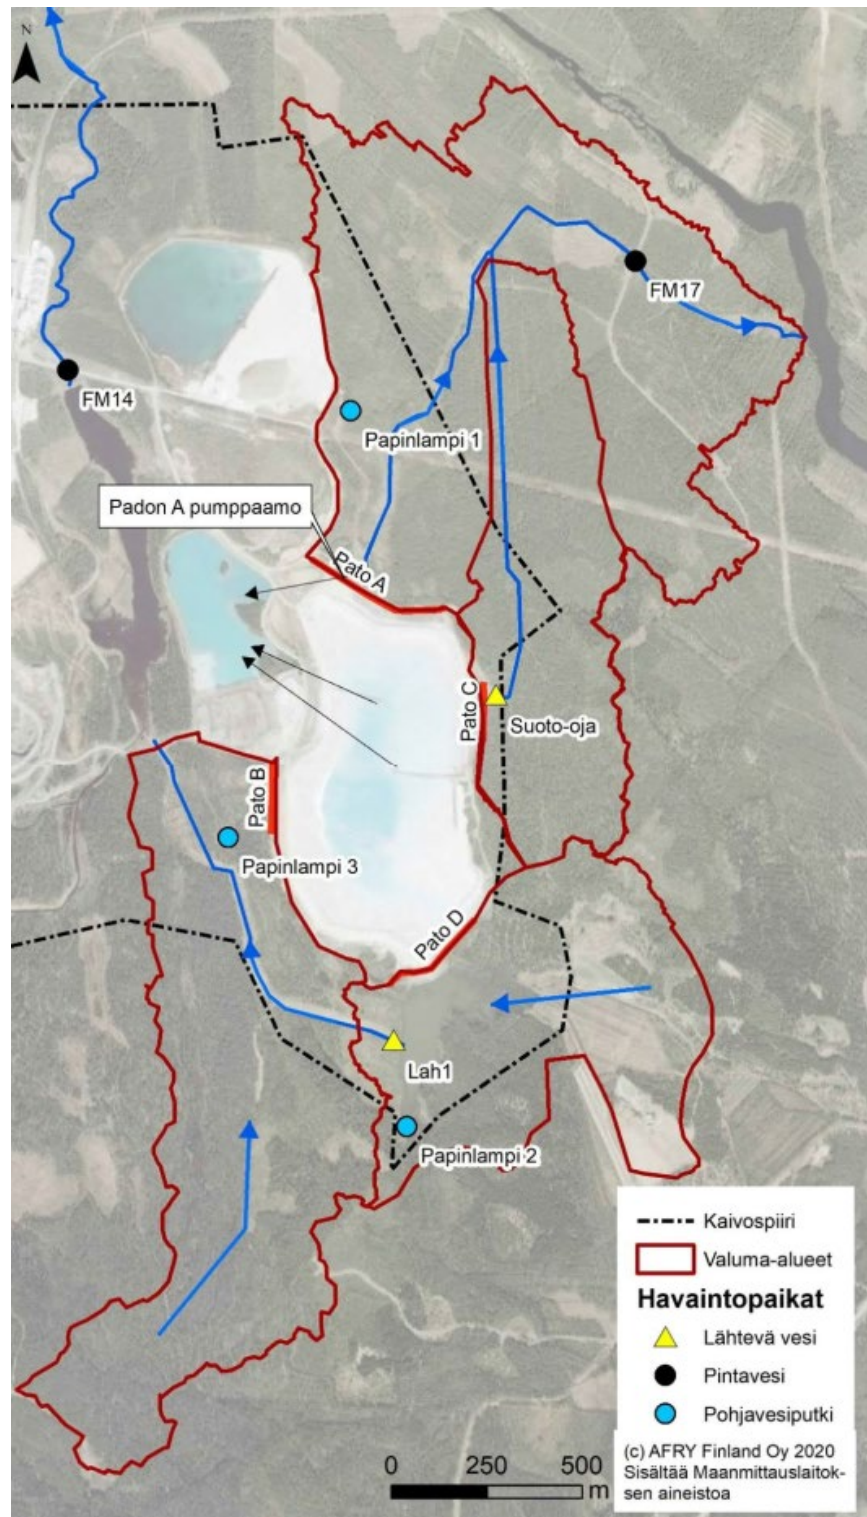 N
FM17
FM14
Papinlampi 1
Padon A pumppaamo
Pato A
Pato C
Suoto-oja
Pato B
Papinlampi 3
Pato D
Lah1
Papinlampi 2
Kaivospiiri
Valuma-alueet
Havaintopaikat
Lähtevä vesi
Pintavesi
Pohjavesiputki
(c) AFRY Finland Oy 2020
Sisältää Maanmittauslaitok-
sen aineistoa
0 250 500
m